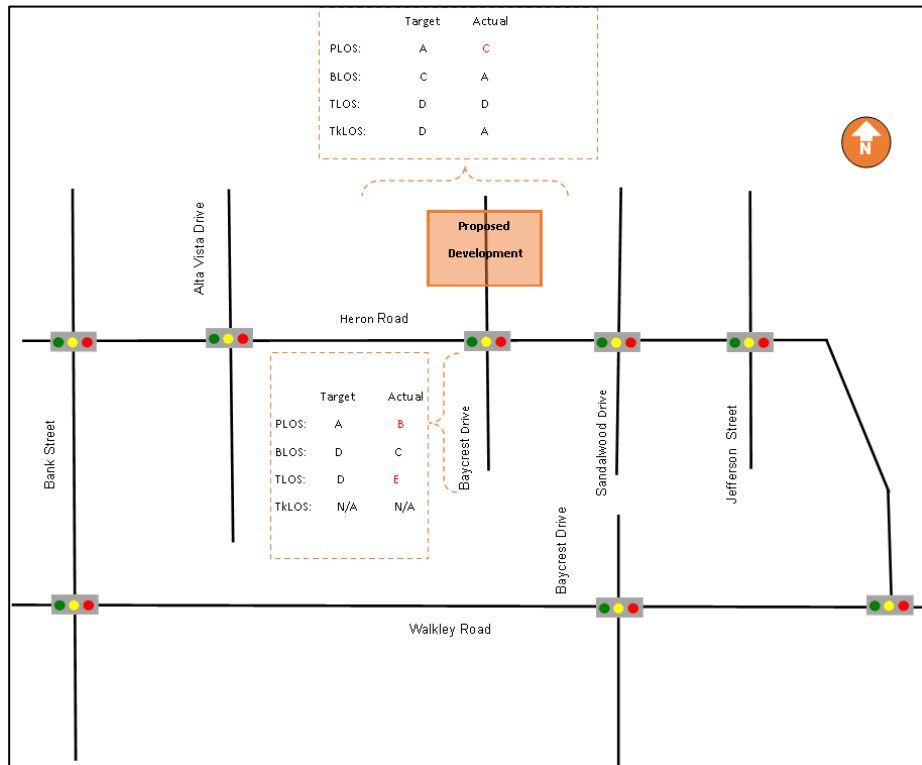 Target Actual
PLOS: A C
BLOS: C A
TLOS: D D
TkLOS: D A
N
Alta Vista Drive
Proposed
Development
Heron Road
Target Actual
PLOS: A B
BLOS: D C
TLOS: D E
TkLOS: N/A N/A
Bank Street
Baycrest Drive
Sandalwood Drive
Jefferson Street
Baycrest Drive
Walkley Road